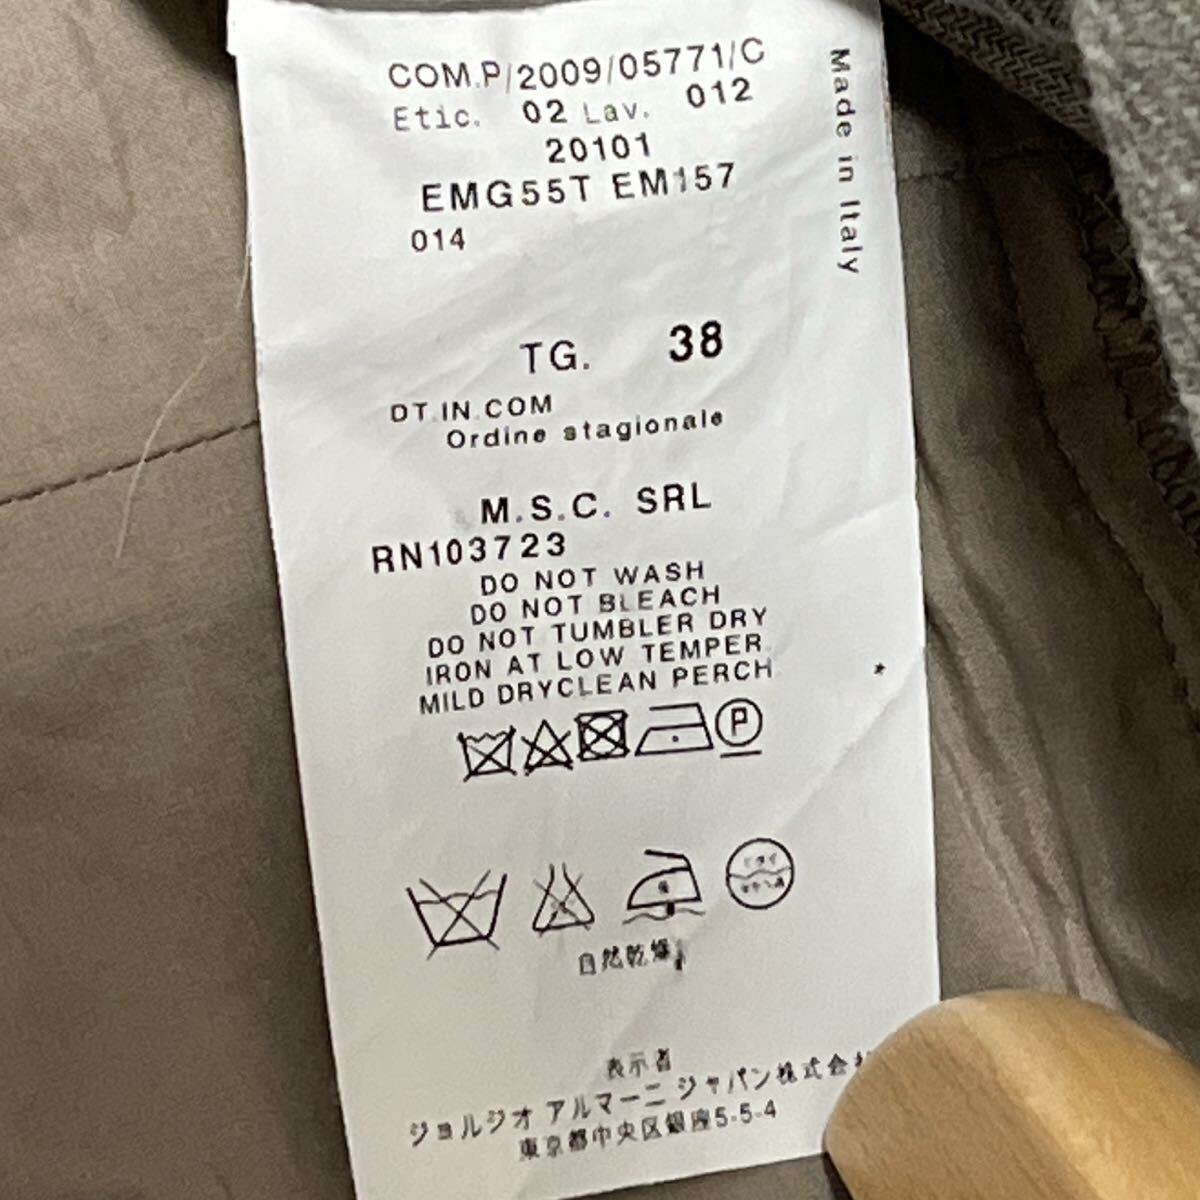 COM.P/2009/05771/C
Etic. 02 Lav. 012
20101
EMG55T EM157
014
Made in Italy
TG. 38
DT.IN.COM
Ordine stagionale
M.S.C. SRL
RN103723
DO NOT WASH
DO NOT BLEACH
DO NOT TUMBLER DRY
IRON AT LOW TEMPER.
MILD DRYCLEAN PERCH
*
P
自然乾燥
表示者
ジョルジオ アルマーニ ジャパン株式会
東京都中央区銀座5-5-4